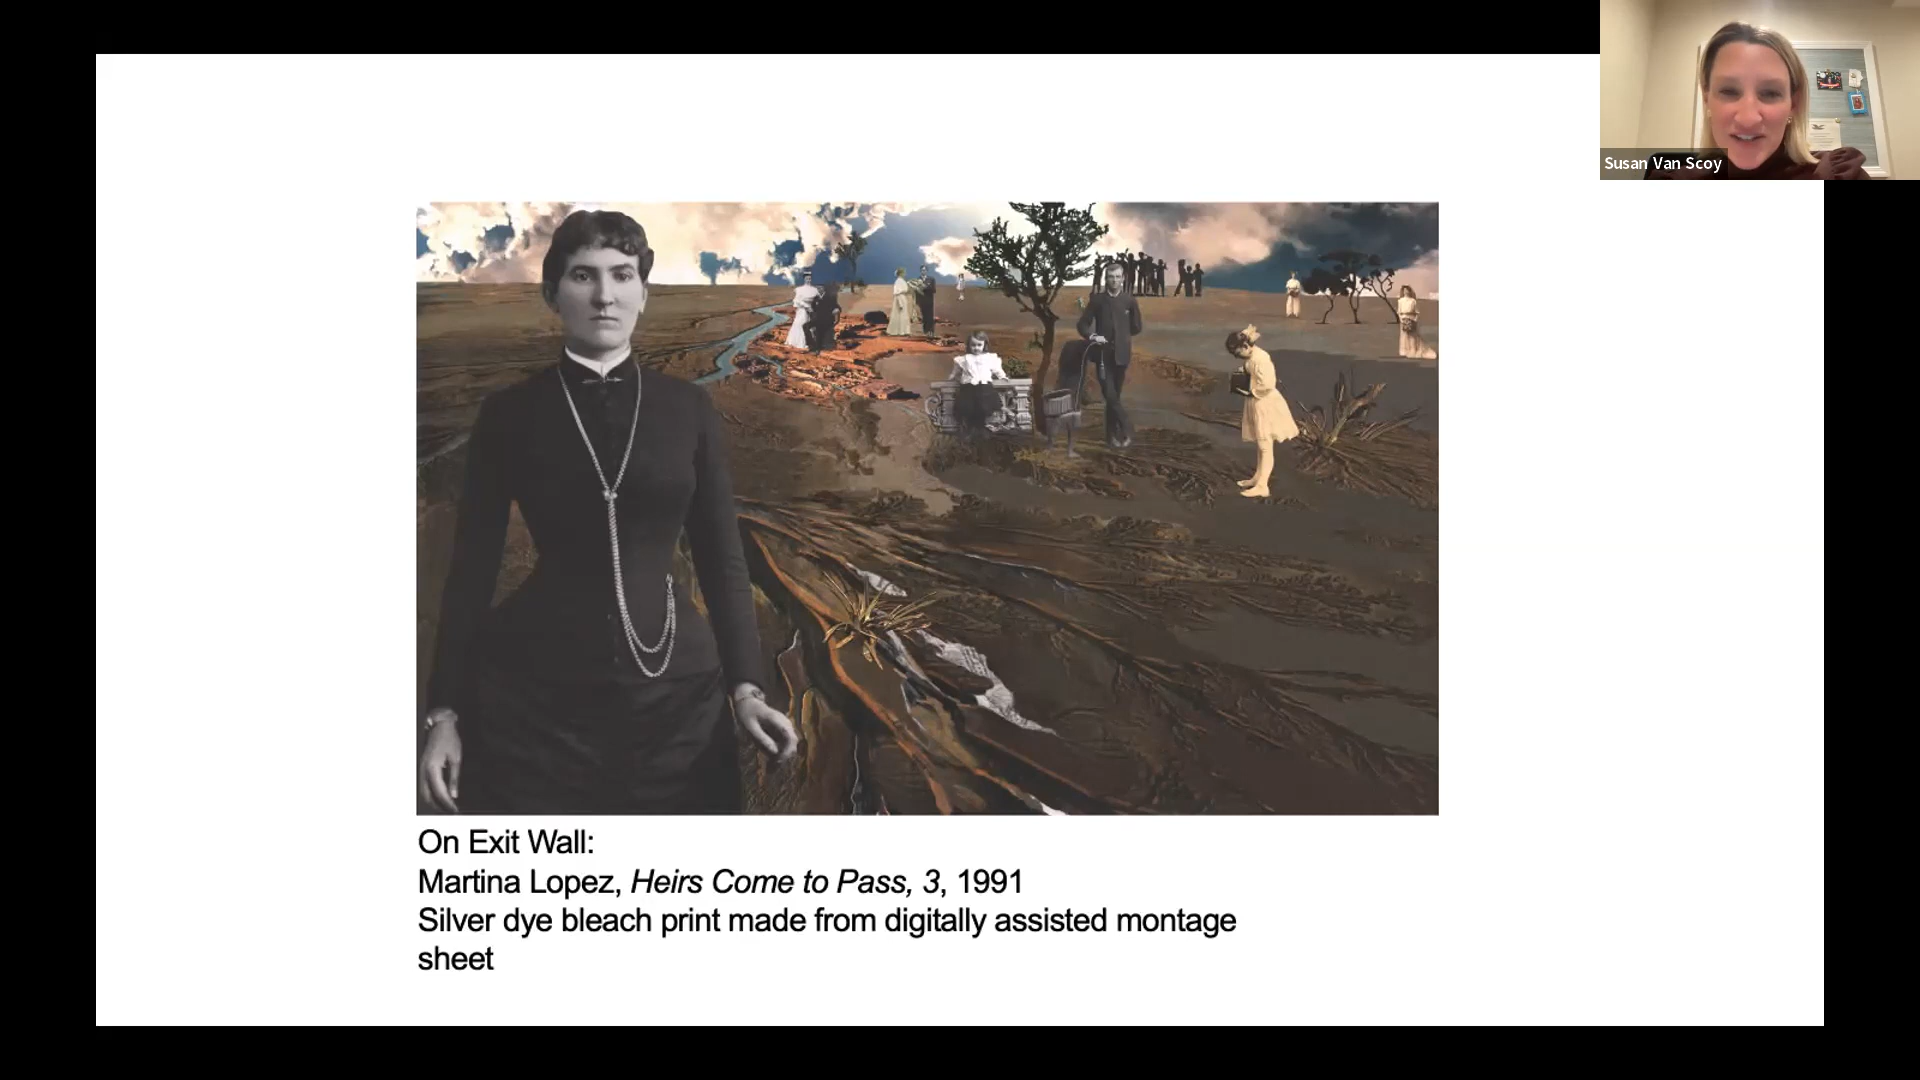 Susan Van Scoy
On Exit Wall:
Martina Lopez, Heirs Come to Pass, 3, 1991
Silver dye bleach print made from digitally assisted montage
sheet